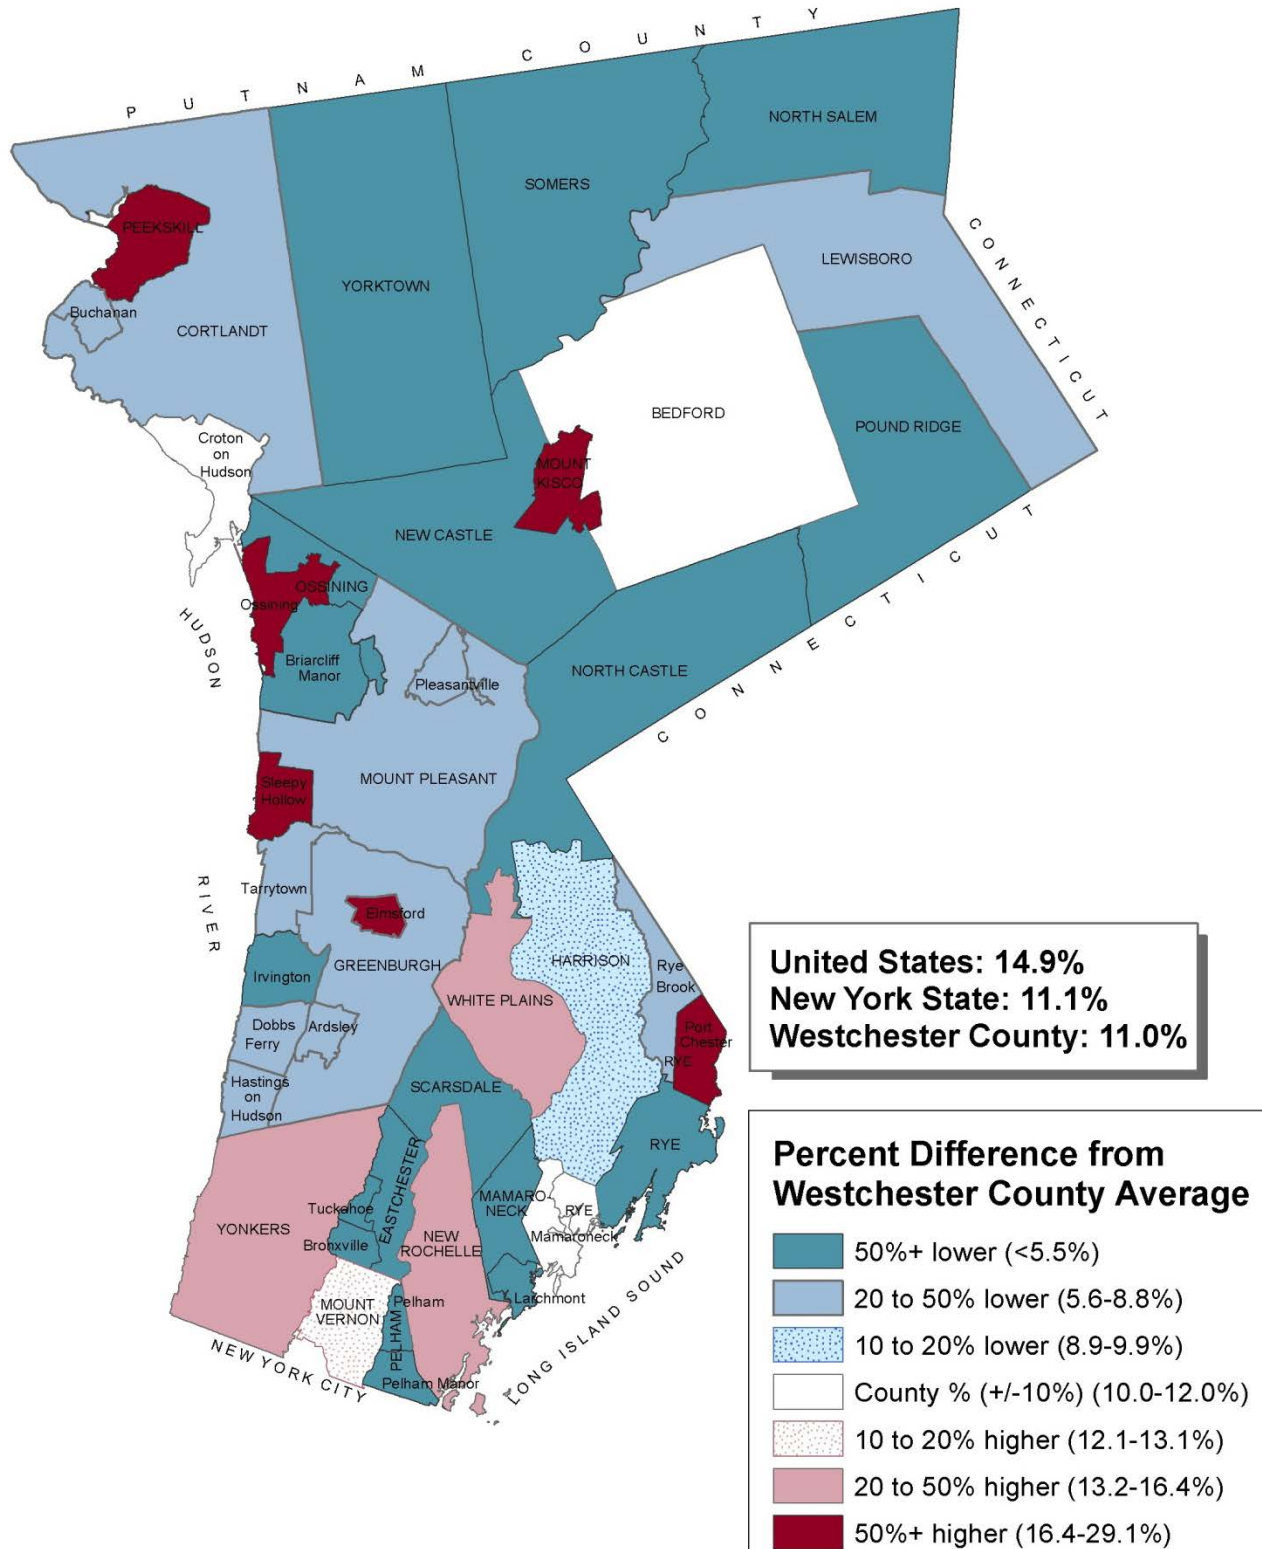 PUTNAM COUNTY
NORTH SALEM
SOMERS
PEEKSKILL
LEWISBORO
CONNECTICUT
YORKTOWN
Buchanan
CORTLANDT
BEDFORD
POUND RIDGE
Croton
on
Hudson
MOUNT
KISCO
NEW CASTLE
CONNECTICUT
OSSINING
Ossining
HUDSON
RIVER
Briarcliff
Manor
NORTH CASTLE
Pleasantville
MOUNT PLEASANT
Sleepy
Hollow
Tarrytown
Elmsford
HARRISON
Rye
Brook
Irvington
GREENBURGH
WHITE PLAINS
Dobbs
Ferry
Ardsley
Port
Chester
RYE
Hastings
on
Hudson
SCARSDALE
RYE
EASTCHESTER
MAMARO-
NECK
RYE
Tuckahoe
YONKERS
NEW
ROCHELLE
Mamaroneck
Bronxville
MOUNT
VERNON
Pelham
Larchmont
PELHAM
Pelham Manor
NEW YORK CITY
LONG ISLAND SOUND
United States: 14.9%
New York State: 11.1%
Westchester County: 11.0%
Percent Difference from
Westchester County Average
50%+ lower (<5.5%)
20 to 50% lower (5.6-8.8%)
10 to 20% lower (8.9-9.9%)
County % (+/-10%) (10.0-12.0%)
10 to 20% higher (12.1-13.1%)
20 to 50% higher (13.2-16.4%)
50%+ higher (16.4-29.1%)